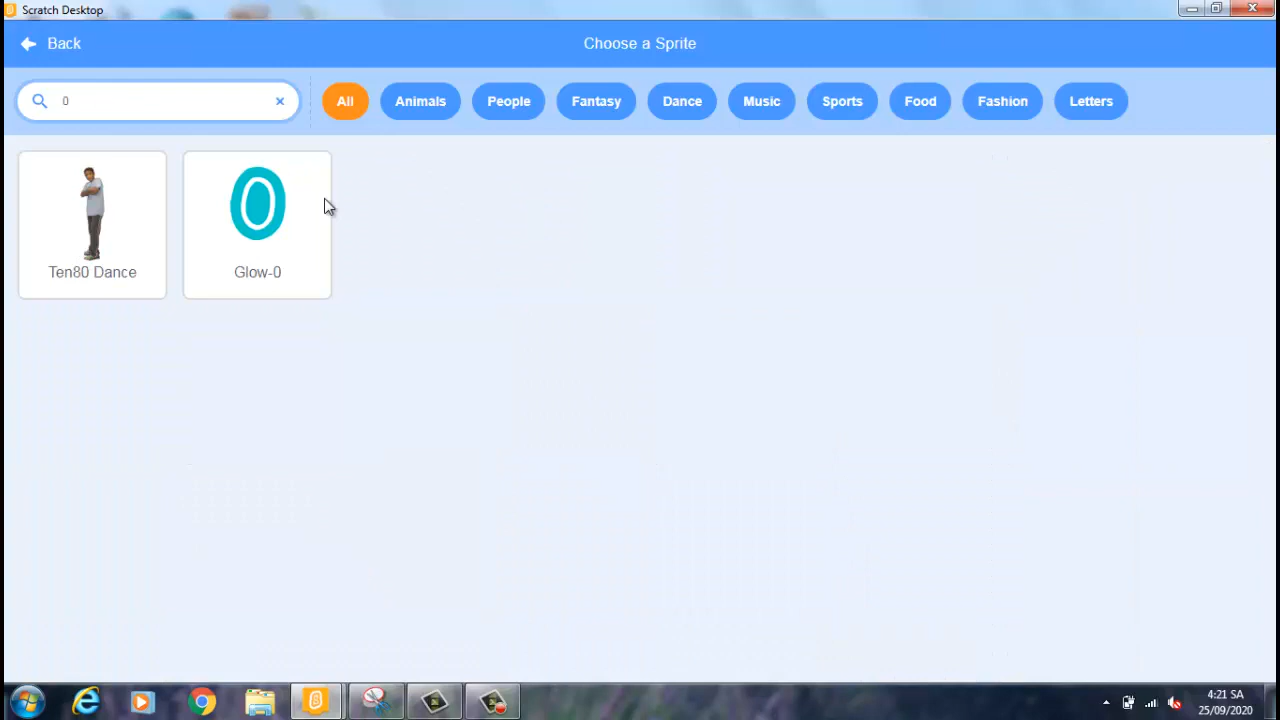 Scratch Desktop
Back
Choose a Sprite
0
All
Animals
People
Fantasy
Dance
Music
Sports
Food
Fashion
Letters
0
Ten80 Dance
Glow-0
4:21 SA
25/09/2020